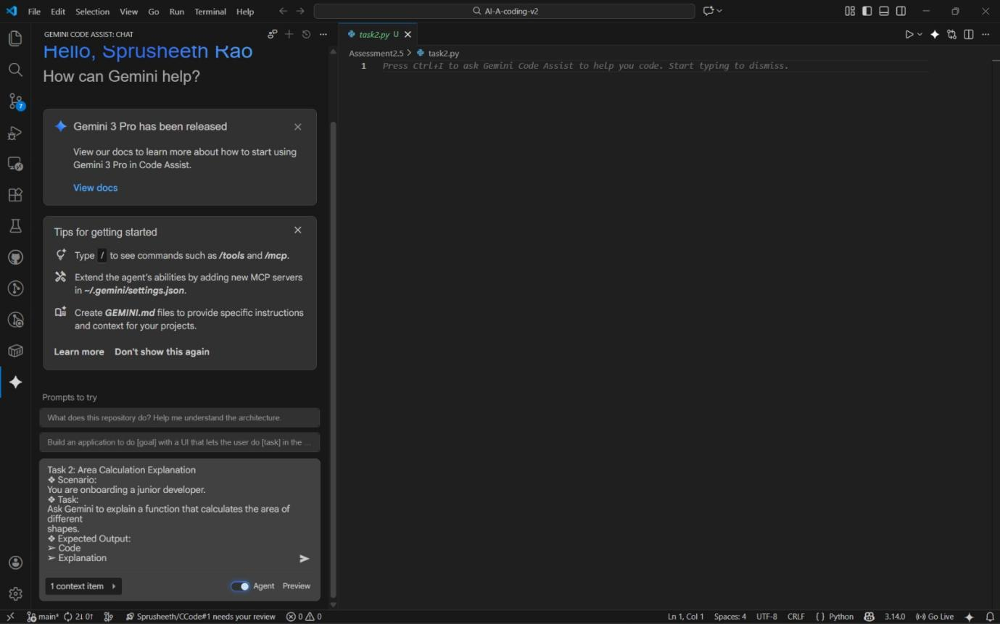 File Edit Selection View Go Run Terminal Help
AI-A-coding-v2
GEMINI CODE ASSIST: CHAT
Hello, Sprusheeth Rao
How can Gemini help?
Gemini 3 Pro has been released
View our docs to learn more about how to start using
Gemini 3 Pro in Code Assist.
View docs
Tips for getting started
Type / to see commands such as /tools and /mcp.
Extend the agent's abilities by adding new MCP servers
in ~/.gemini/settings.json.
Create GEMINI.md files to provide specific instructions
and context for your projects.
Learn more Don't show this again
Prompts to try
What does this repository do? Help me understand the architecture.
Build an application to do [goal] with a UI that lets the user do [task] in the ...
Task 2: Area Calculation Explanation
❖ Scenario:
You are onboarding a junior developer.
❖ Task:
Ask Gemini to explain a function that calculates the area of
different
shapes.
❖ Expected Output:
➢ Code
➢ Explanation
1 context item
Agent Preview
7
task2.py U
Assessment2.5 > task2.py
1 Press Ctrl+I to ask Gemini Code Assist to help you code. Start typing to dismiss.
main* 2↓ 0↑ Sprusheeth/CCode#1 needs your review 0 0
Ln 1, Col 1 Spaces: 4 UTF-8 CRLF { } Python 3.14.0 Go Live